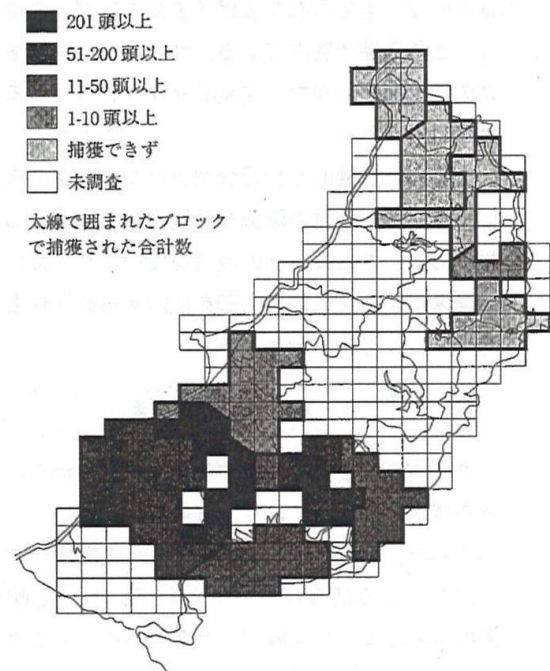 201 頭以上
51-200 頭以上
11-50 頭以上
1-10 頭以上
捕獲できず
未調査
太線で囲まれたブロック
で捕獲された合計数